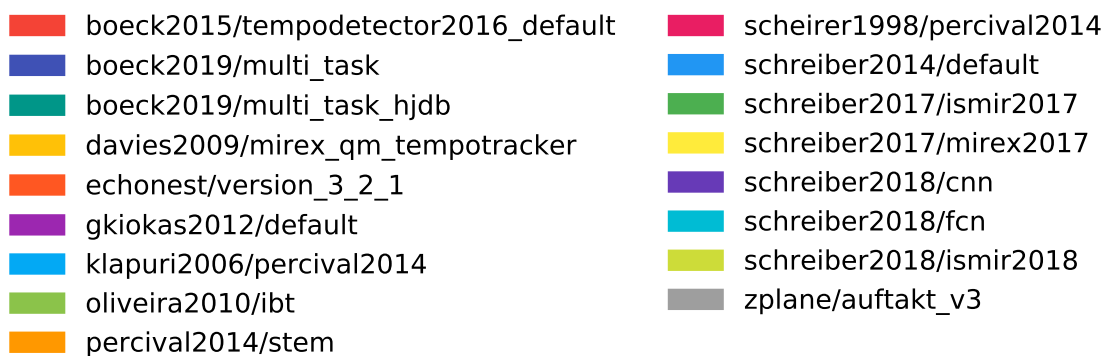 boeck2015/tempodetector2016_default
boeck2019/multi_task
boeck2019/multi_task_hjdb
davies2009/mirex_qm_tempotracker
echonest/version_3_2_1
gkiokas2012/default
klapuri2006/percival2014
oliveira2010/ibt
percival2014/stem
scheirer1998/percival2014
schreiber2014/default
schreiber2017/ismir2017
schreiber2017/mirex2017
schreiber2018/cnn
schreiber2018/fcn
schreiber2018/ismir2018
zplane/auftakt_v3